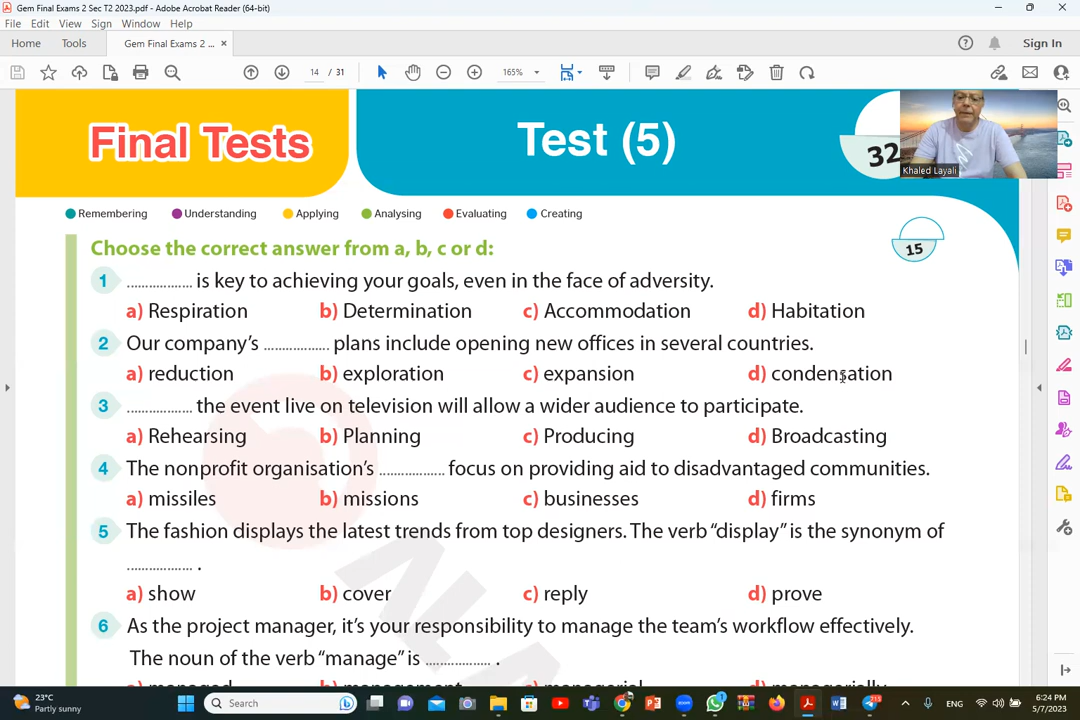 Gem Final Exams 2 Sec T2 2023.pdf - Adobe Acrobat Reader (64-bit)
File Edit View Sign Window Help
Home Tools Gem Final Exams 2 ... × Sign In
14 / 31 165%
Final Tests Test (5) 32
Khaled Layali
Remembering Understanding Applying Analysing Evaluating Creating
15
Choose the correct answer from a, b, c or d:
1 .................. is key to achieving your goals, even in the face of adversity.
a) Respiration b) Determination c) Accommodation d) Habitation
2 Our company's .................. plans include opening new offices in several countries.
a) reduction b) exploration c) expansion d) condensation
3 .................. the event live on television will allow a wider audience to participate.
a) Rehearsing b) Planning c) Producing d) Broadcasting
4 The nonprofit organisation's .................. focus on providing aid to disadvantaged communities.
a) missiles b) missions c) businesses d) firms
5 The fashion displays the latest trends from top designers. The verb "display" is the synonym of
.................. .
a) show b) cover c) reply d) prove
6 As the project manager, it's your responsibility to manage the team's workflow effectively.
The noun of the verb "manage" is .................. .
a) managed b) management c) managerial d) managerially
23°C
Partly sunny
Search
ENG
6:24 PM
5/7/2023